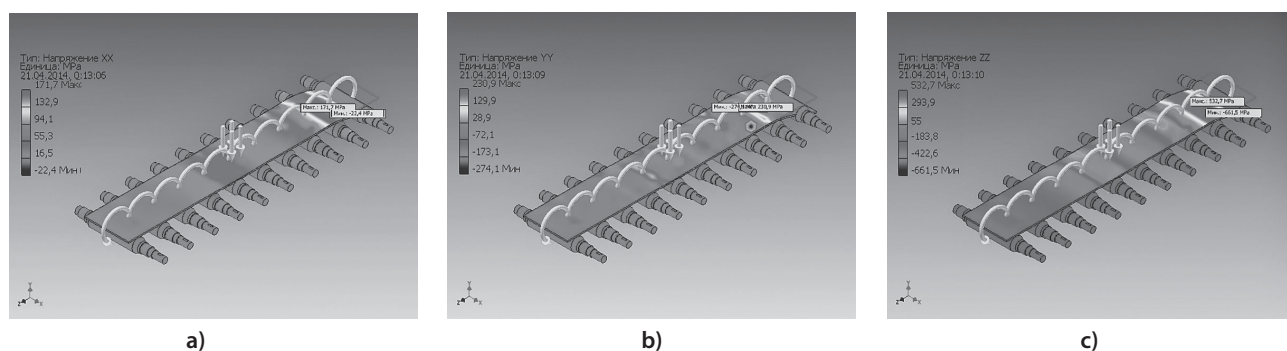 Тип: Напряжение XX
Единица: MPa
21.04.2014, 0:13:06
171,7 Макс
132,9
94,1
55,3
16,5
-22,4 Мин
Макс.: 171,7 MPa
Мин.: -22,4 MPa
Y
Z
X
a)
Тип: Напряжение YY
Единица: MPa
21.04.2014, 0:13:09
230,9 Макс
129,9
28,9
-72,1
-173,1
-274,1 Мин
230,9 MPa
Y
Z
X
b)
Тип: Напряжение ZZ
Единица: MPa
21.04.2014, 0:13:10
532,7 Макс
293,9
55
-183,8
-422,6
-661,5 Мин
Макс.: 532,7 MPa
Мин.: -661,5 MPa
Y
Z
X
c)